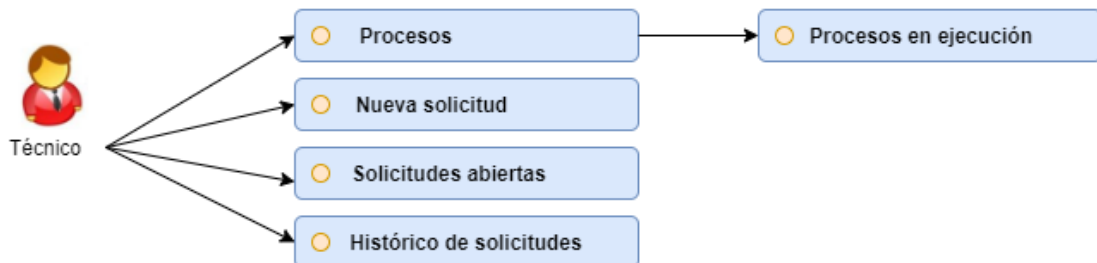 Procesos
Procesos en ejecución
Nueva solicitud
Técnico
Solicitudes abiertas
Histórico de solicitudes